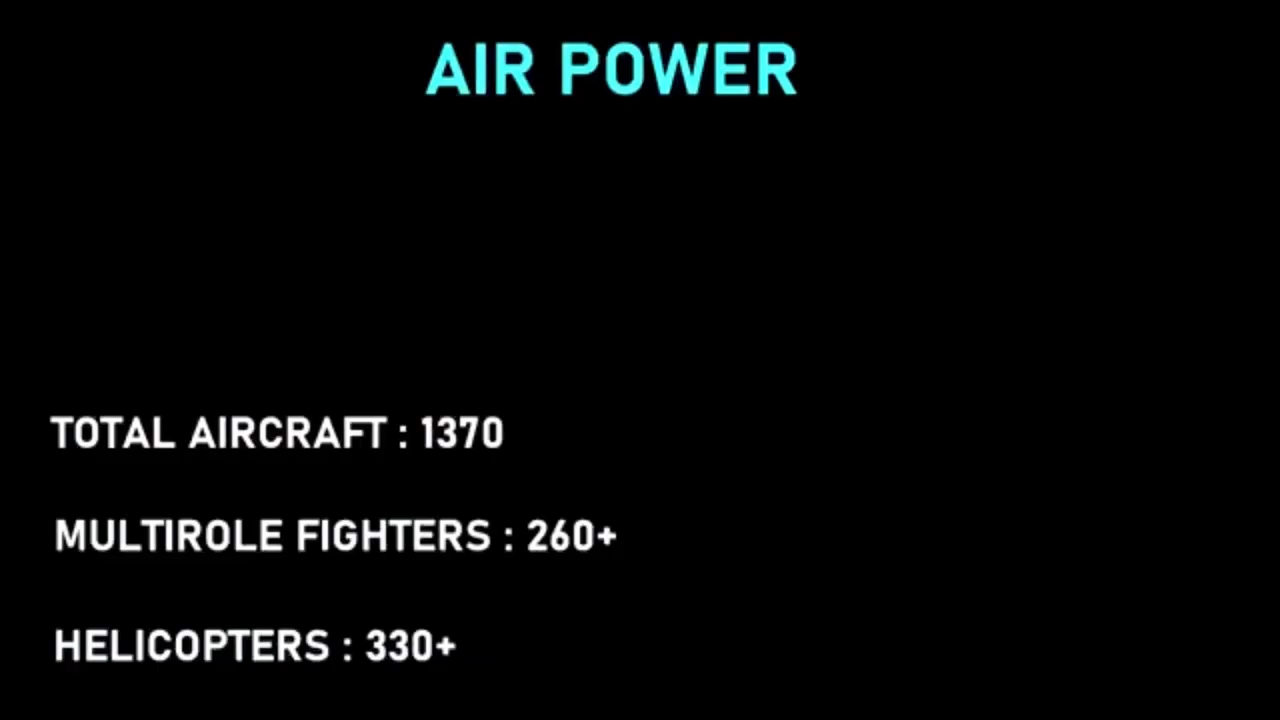 AIR POWER
TOTAL AIRCRAFT : 1370
MULTIROLE FIGHTERS : 260+
HELICOPTERS : 330+